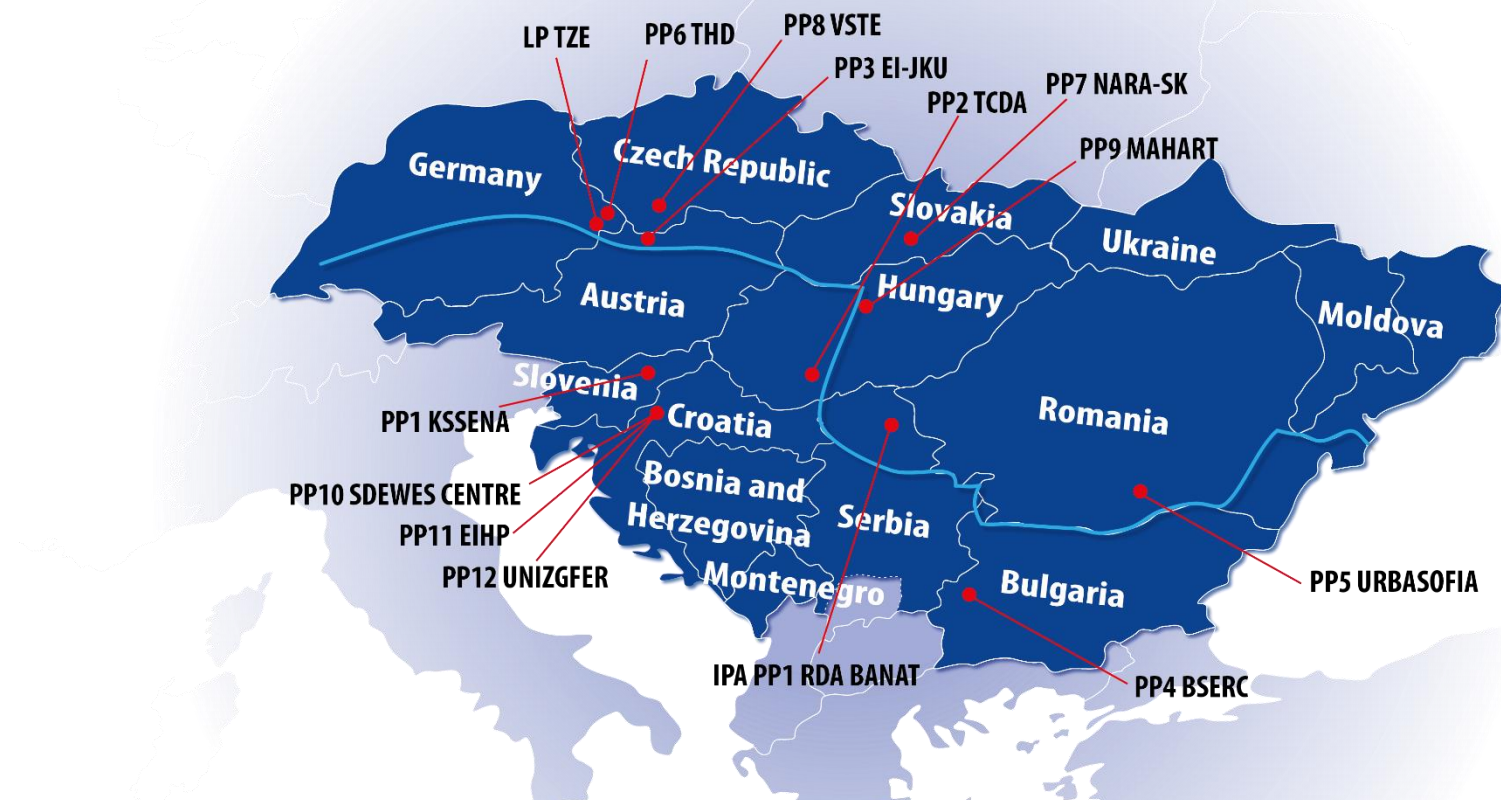 LP TZE
PP6 THD
PP8 VSTE
PP3 EI-JKU
PP2 TCDA
PP7 NARA-SK
PP9 MAHART
Germany
Czech Republic
Slovakia
Ukraine
Austria
Hungary
Moldova
Slovenia
PP1 KSSENA
Croatia
Romania
PP10 SDEWES CENTRE
PP11 EIHP
PP12 UNIZGFER
Bosnia and
Herzegovina
Serbia
Montenegro
Bulgaria
PP5 URBASOFIA
IPA PP1 RDA BANAT
PP4 BSERC